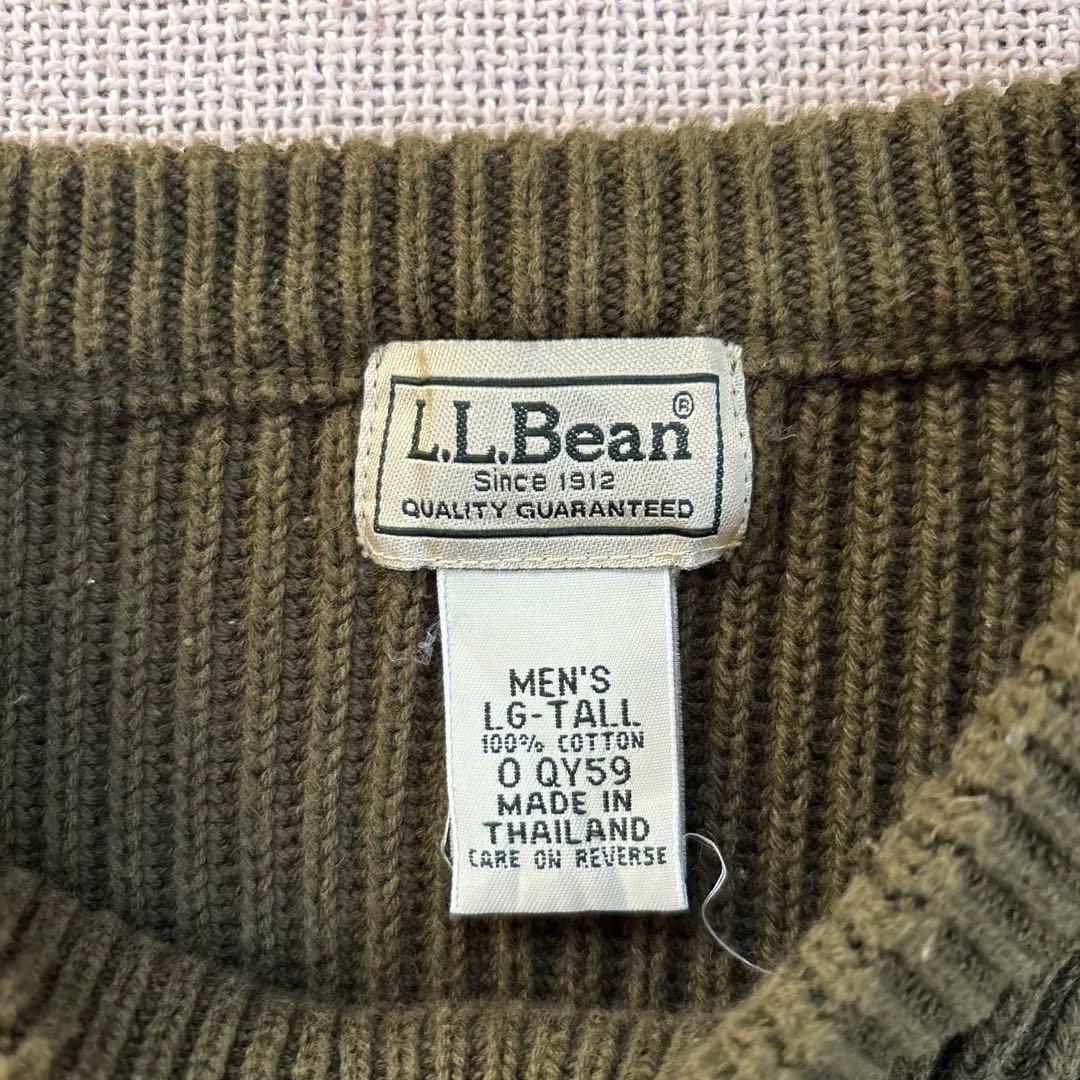 L.L.Bean®
Since 1912
QUALITY GUARANTEED
MEN'S
LG-TALL
100% COTTON
0 QY59
MADE IN
THAILAND
CARE ON REVERSE